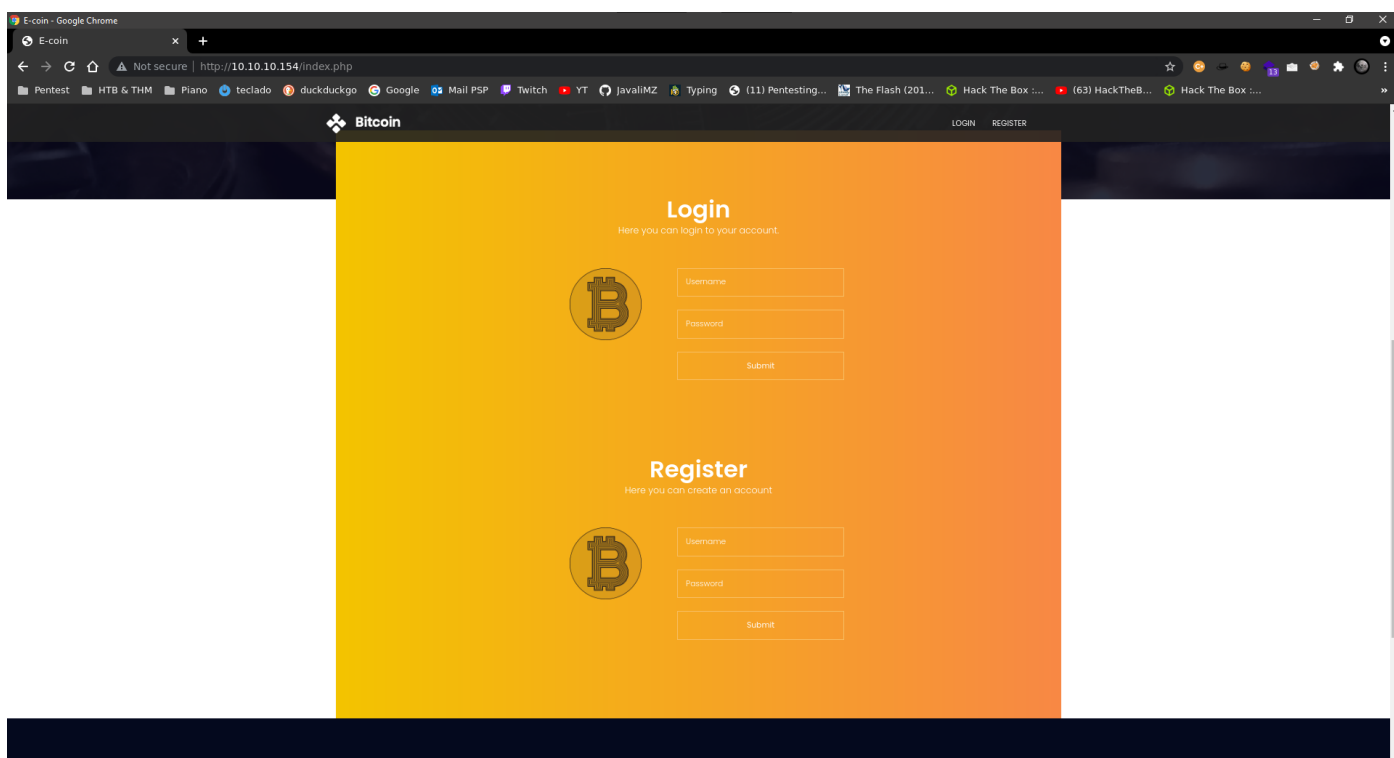 E-coin - Google Chrome
E-coin
Not secure | http://10.10.10.154/index.php
13
Pentest HTB & THM Piano teclado duckduckgo Google Mail PSP Twitch YT JavaliMZ Typing (11) Pentesting... The Flash (201... Hack The Box :... (63) HackTheB... Hack The Box :... »
Bitcoin LOGIN REGISTER
Login
Here you can login to your account.
Username
Password
Submit
Register
Here you can create an account
Username
Password
Submit